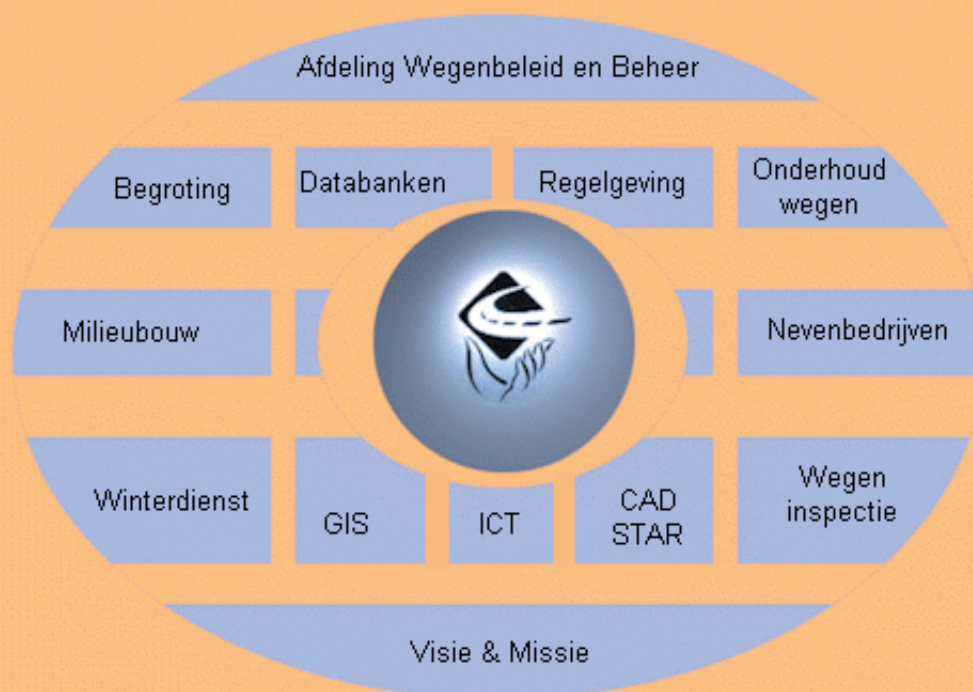 Afdeling Wegenbeleid en Beheer
Begroting
Databanken
Regelgeving
Onderhoud
wegen
Milieubouw
Nevenbedrijven
Winterdienst
GIS
ICT
CAD
STAR
Wegen
inspectie
Visie & Missie